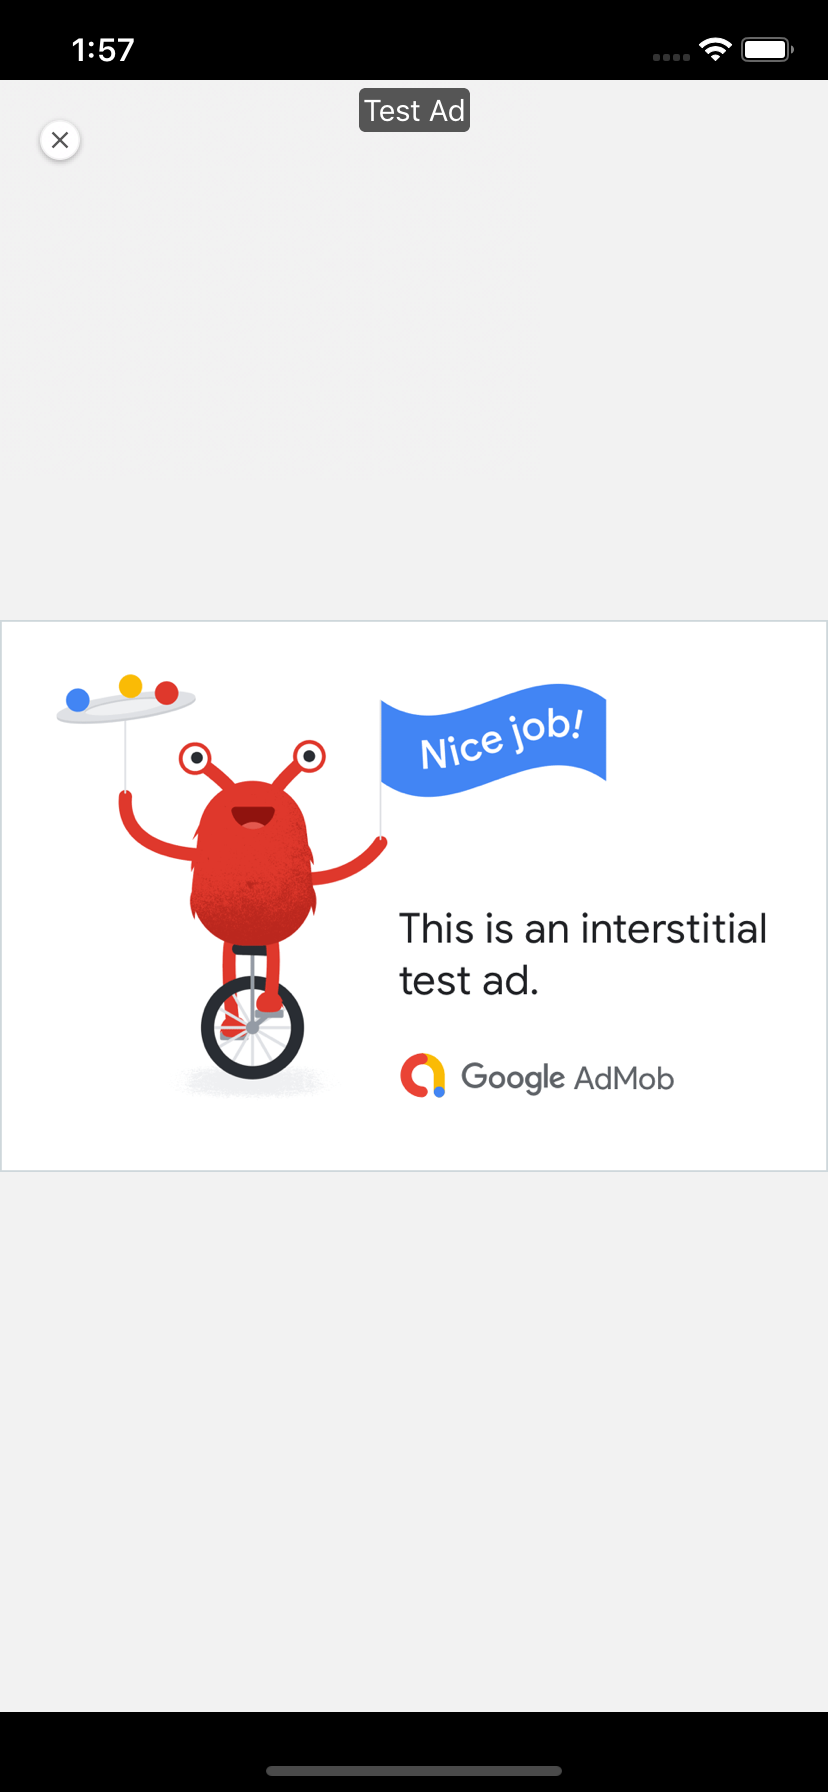 1:57
Test Ad
Nice job!
This is an interstitial
test ad.
Google AdMob